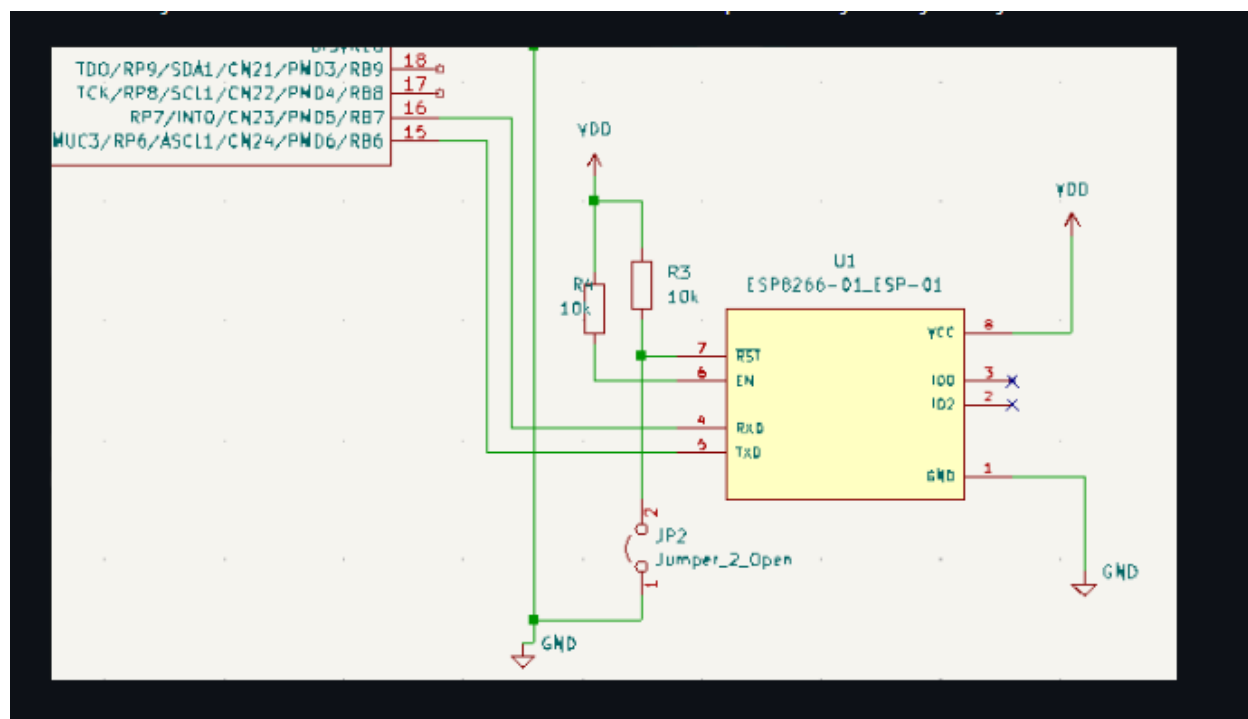 TDO/RP9/SDA1/CN21/PMD3/RB9 18
TCK/RP8/SCL1/CN22/PMD4/RB8 17
RP7/INT0/CN23/PMD5/RB7 16
MUC3/RP6/ASCL1/CN24/PMD6/RB6 15
VDD
VDD
R4
10k
R3
10k
U1
ESP8266-01_ESP-01
7 RST
6 EN
4 RXD
5 TXD
VCC 8
IO0 3
IO2 2
GND 1
2
JP2
Jumper_2_Open
1
GND
GND